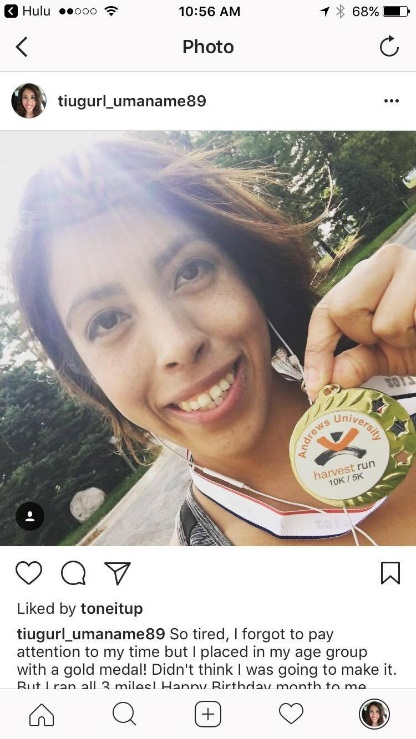 Hulu 10:56 AM 68%
Photo
tiugurl_umaname89
Andrews University
harvest run
10K / 5K
Liked by toneitup
tiugurl_umaname89 So tired, I forgot to pay
attention to my time but I placed in my age group
with a gold medal! Didn't think I was going to make it.
But I ran all 3 miles! Happy Birthday month to me